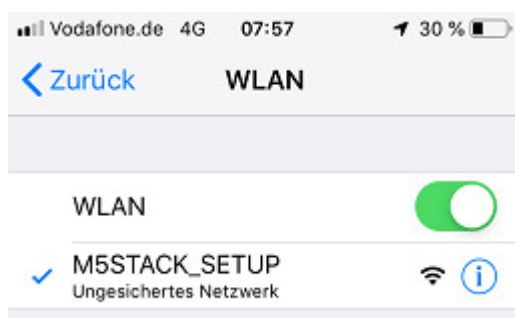 Vodafone.de 4G 07:57 30 %
Zurück WLAN
WLAN
M5STACK_SETUP
Ungesichertes Netzwerk